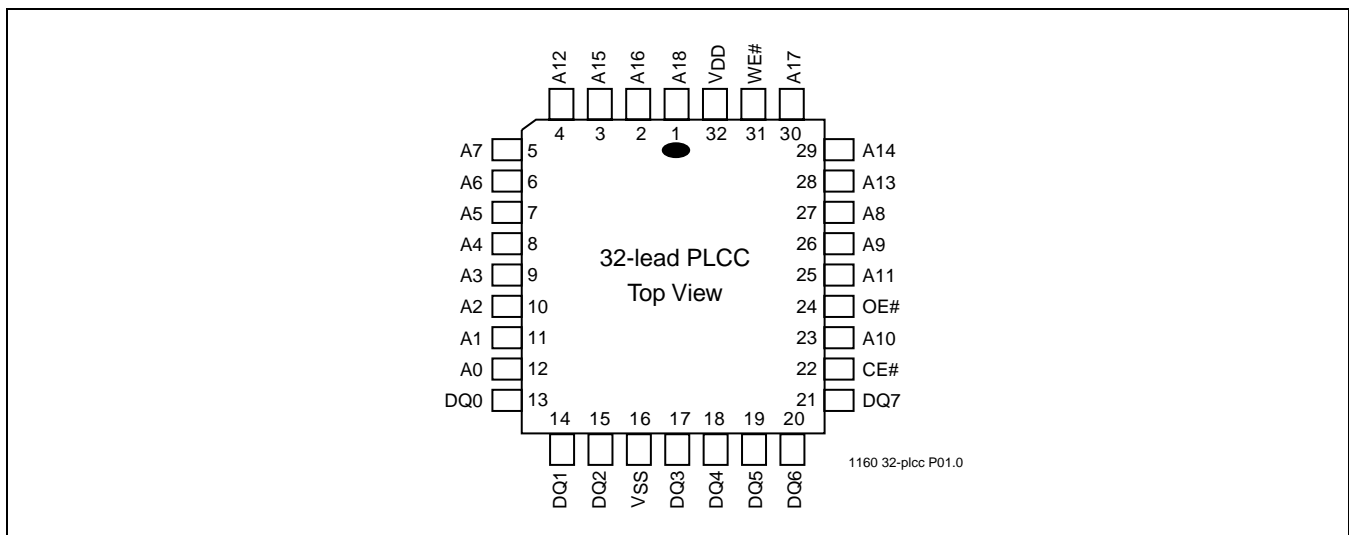 A12 A15 A16 A18 VDD WE# A17
4 3 2 1 32 31 30
A7 5 29 A14
A6 6 28 A13
A5 7 27 A8
A4 8 26 A9
A3 9 25 A11
A2 10 24 OE#
A1 11 23 A10
A0 12 22 CE#
DQ0 13 21 DQ7
32-lead PLCC
Top View
14 15 16 17 18 19 20
DQ1 DQ2 VSS DQ3 DQ4 DQ5 DQ6
1160 32-plcc P01.0